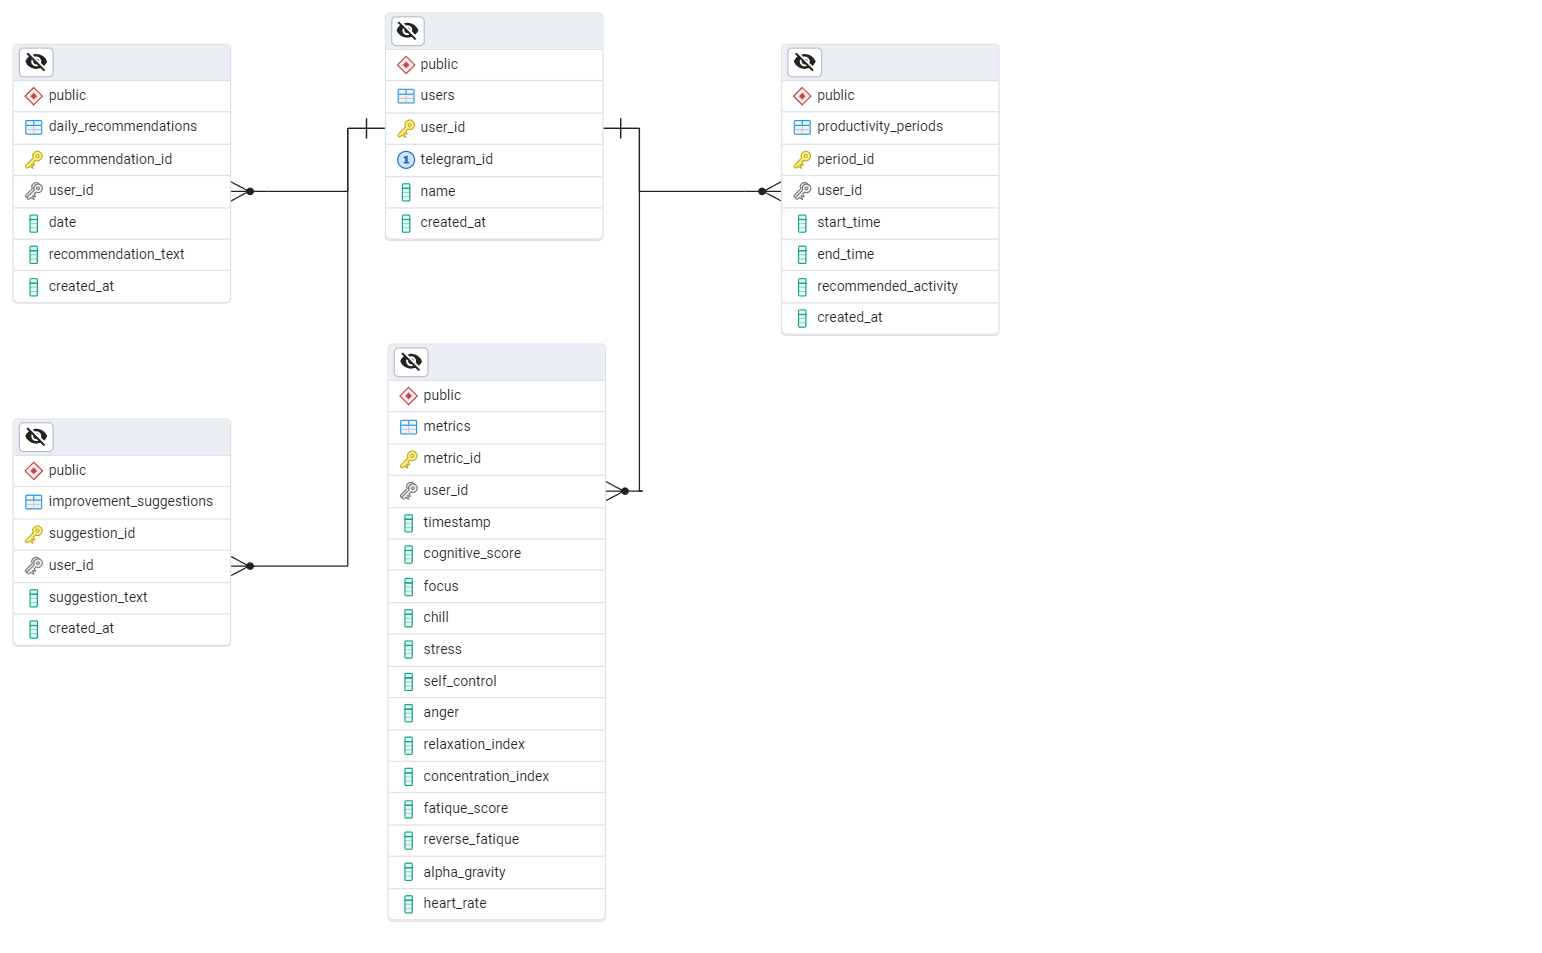 public
daily_recommendations
recommendation_id
user_id
date
recommendation_text
created_at
public
users
user_id
1 telegram_id
name
created_at
public
productivity_periods
period_id
user_id
start_time
end_time
recommended_activity
created_at
public
improvement_suggestions
suggestion_id
user_id
suggestion_text
created_at
public
metrics
metric_id
user_id
timestamp
cognitive_score
focus
chill
stress
self_control
anger
relaxation_index
concentration_index
fatique_score
reverse_fatique
alpha_gravity
heart_rate